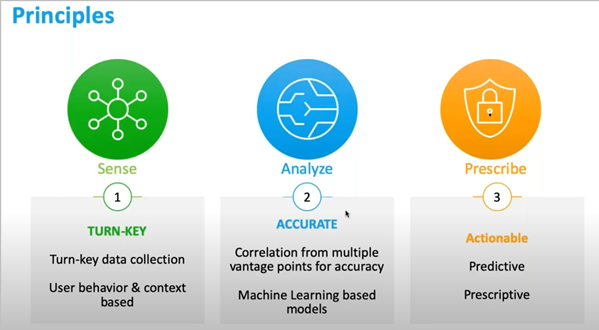 Principles
Sense
1
TURN-KEY
Turn-key data collection
User behavior & context
based
Analyze
2
ACCURATE
Correlation from multiple
vantage points for accuracy
Machine Learning based
models
Prescribe
3
Actionable
Predictive
Prescriptive